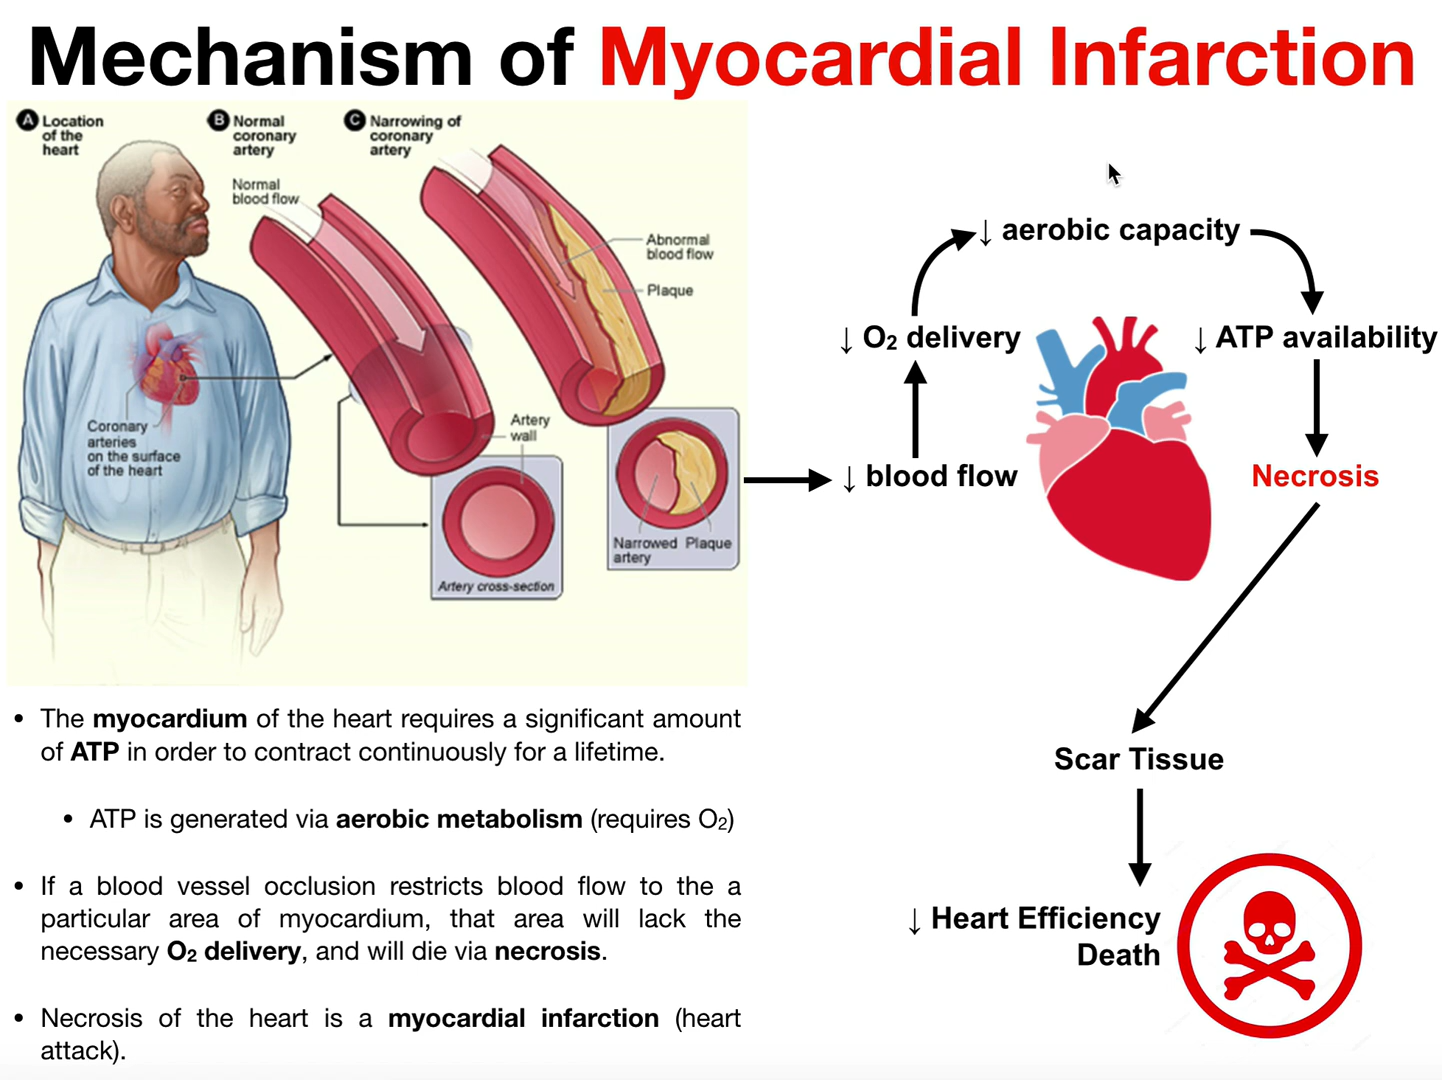 Mechanism of Myocardial Infarction
A Location
of the
heart
B Normal
coronary
artery
C Narrowing of
coronary
artery
Normal
blood flow
Abnormal
blood flow
Plaque
Coronary
arteries
on the surface
of the heart
Artery
wall
Artery cross-section
Narrowed Plaque
artery
↓ blood flow
↓ O₂ delivery
↓ aerobic capacity
↓ ATP availability
Necrosis
Scar Tissue
↓ Heart Efficiency
Death
• The myocardium of the heart requires a significant amount
of ATP in order to contract continuously for a lifetime.
• ATP is generated via aerobic metabolism (requires O₂)
• If a blood vessel occlusion restricts blood flow to the a
particular area of myocardium, that area will lack the
necessary O₂ delivery, and will die via necrosis.
• Necrosis of the heart is a myocardial infarction (heart
attack).